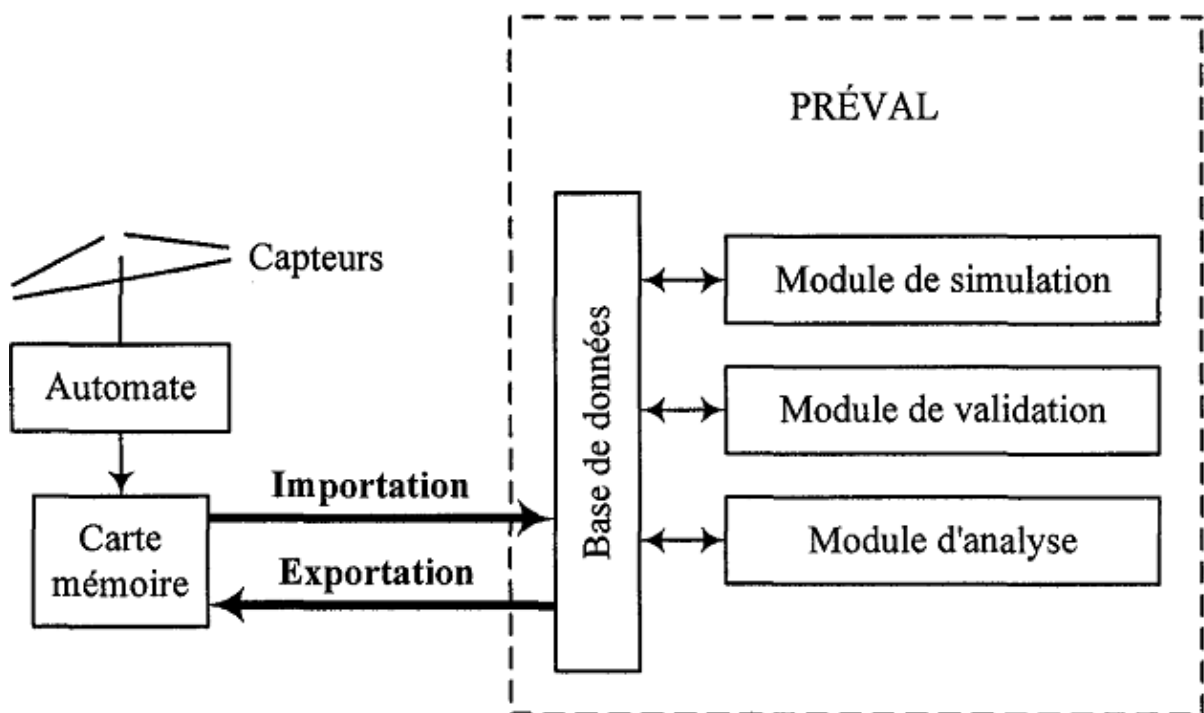 PRÉVAL
Capteurs
Automate
Carte
mémoire
Importation
Exportation
Base de données
Module de simulation
Module de validation
Module d'analyse